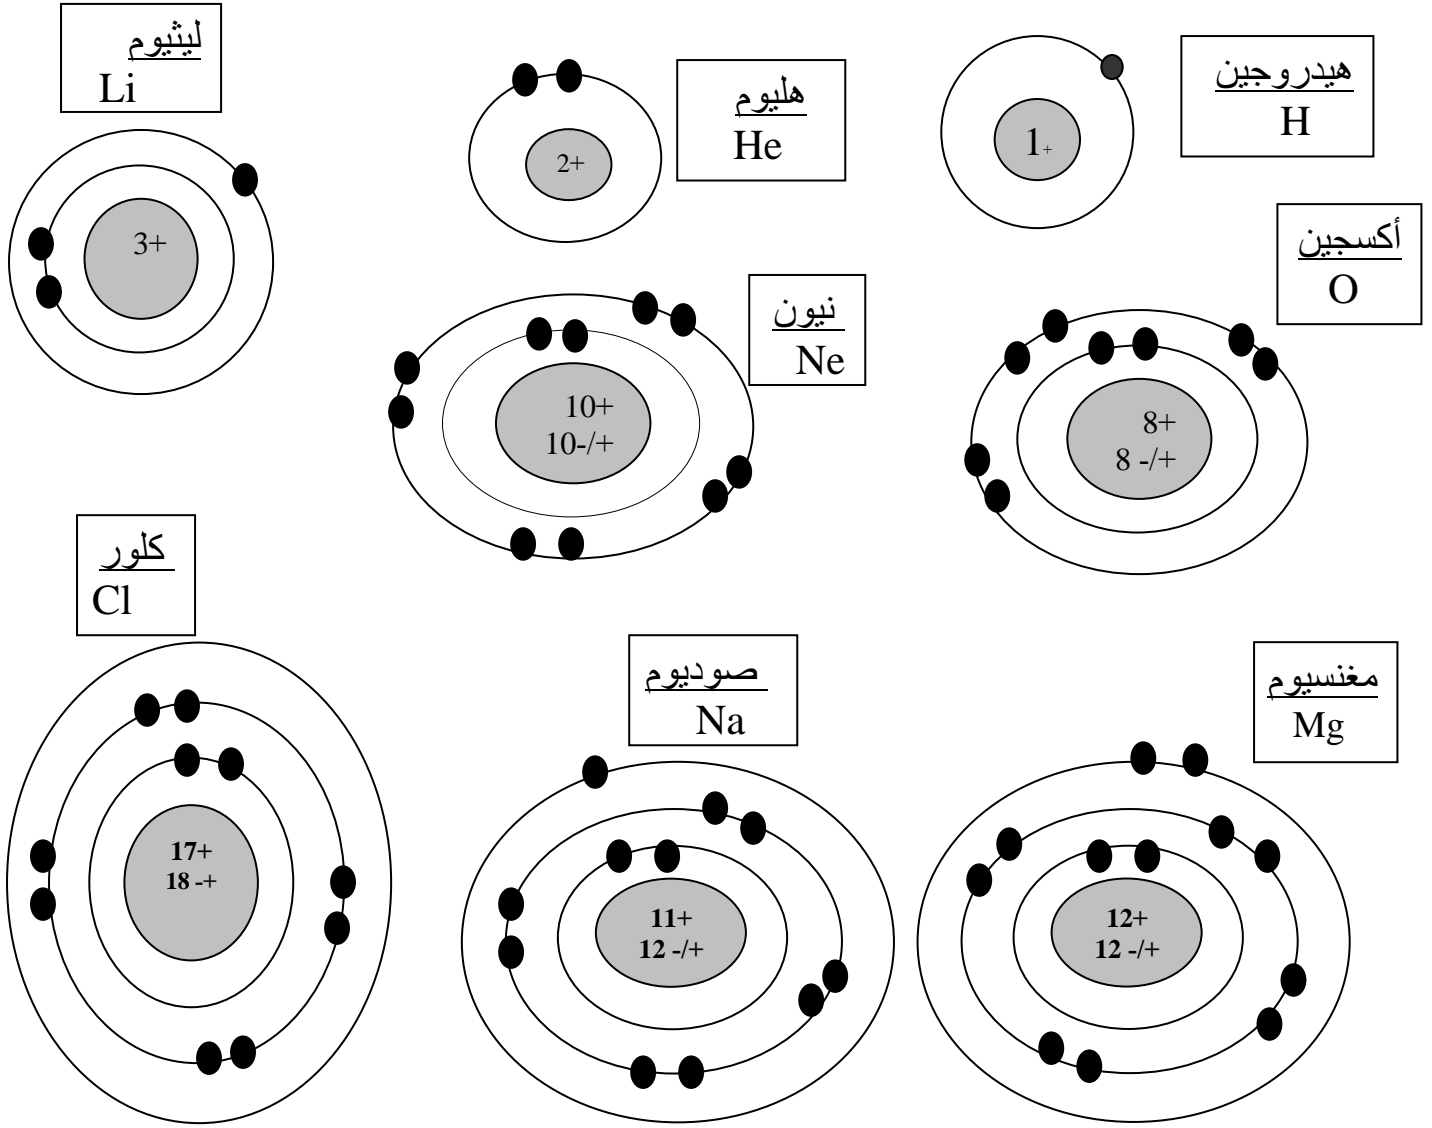 هيدروجين
H
1+
هليوم
He
2+
ليثيوم
Li
3+
أكسجين
O
8+
8 -/+
نيون
Ne
10+
10-/+
كلور
Cl
17+
18 -+
صوديوم
Na
11+
12 -/+
مغنسيوم
Mg
12+
12 -/+